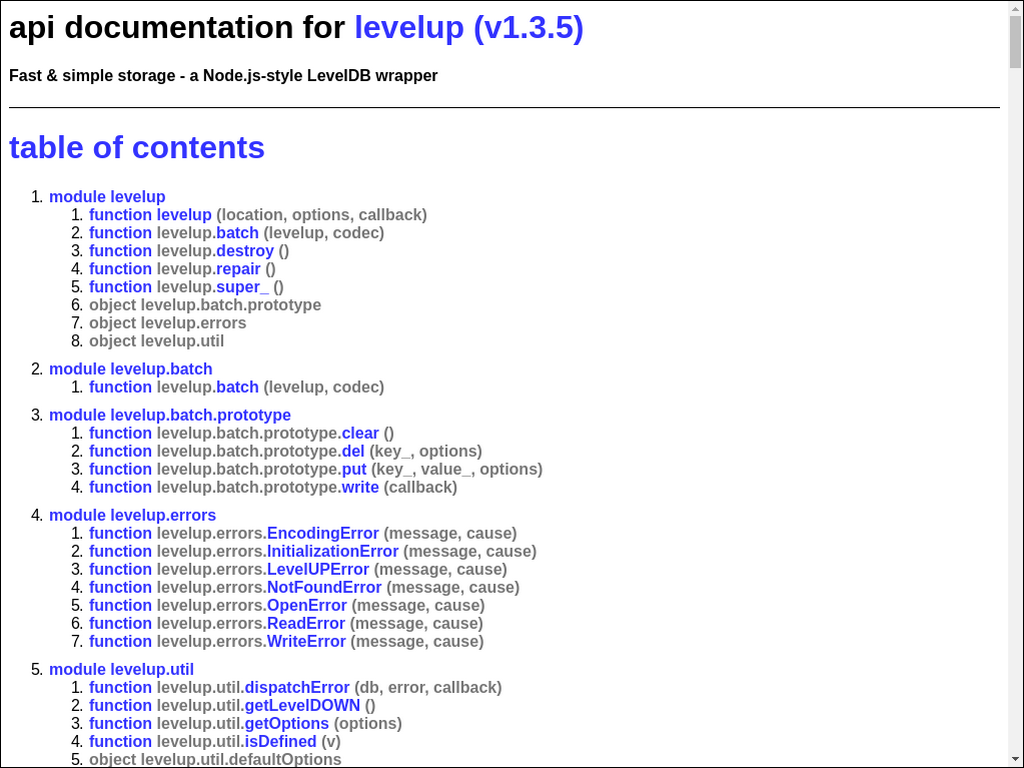 api documentation for levelup (v1.3.5)
Fast & simple storage - a Node.js-style LevelDB wrapper
table of contents
1. module levelup
1. function levelup (location, options, callback)
2. function levelup.batch (levelup, codec)
3. function levelup.destroy ()
4. function levelup.repair ()
5. function levelup.super_ ()
6. object levelup.batch.prototype
7. object levelup.errors
8. object levelup.util
2. module levelup.batch
1. function levelup.batch (levelup, codec)
3. module levelup.batch.prototype
1. function levelup.batch.prototype.clear ()
2. function levelup.batch.prototype.del (key_, options)
3. function levelup.batch.prototype.put (key_, value_, options)
4. function levelup.batch.prototype.write (callback)
4. module levelup.errors
1. function levelup.errors.EncodingError (message, cause)
2. function levelup.errors.InitializationError (message, cause)
3. function levelup.errors.LevelUPError (message, cause)
4. function levelup.errors.NotFoundError (message, cause)
5. function levelup.errors.OpenError (message, cause)
6. function levelup.errors.ReadError (message, cause)
7. function levelup.errors.WriteError (message, cause)
5. module levelup.util
1. function levelup.util.dispatchError (db, error, callback)
2. function levelup.util.getLevelDOWN ()
3. function levelup.util.getOptions (options)
4. function levelup.util.isDefined (v)
5. object levelup.util.defaultOptions